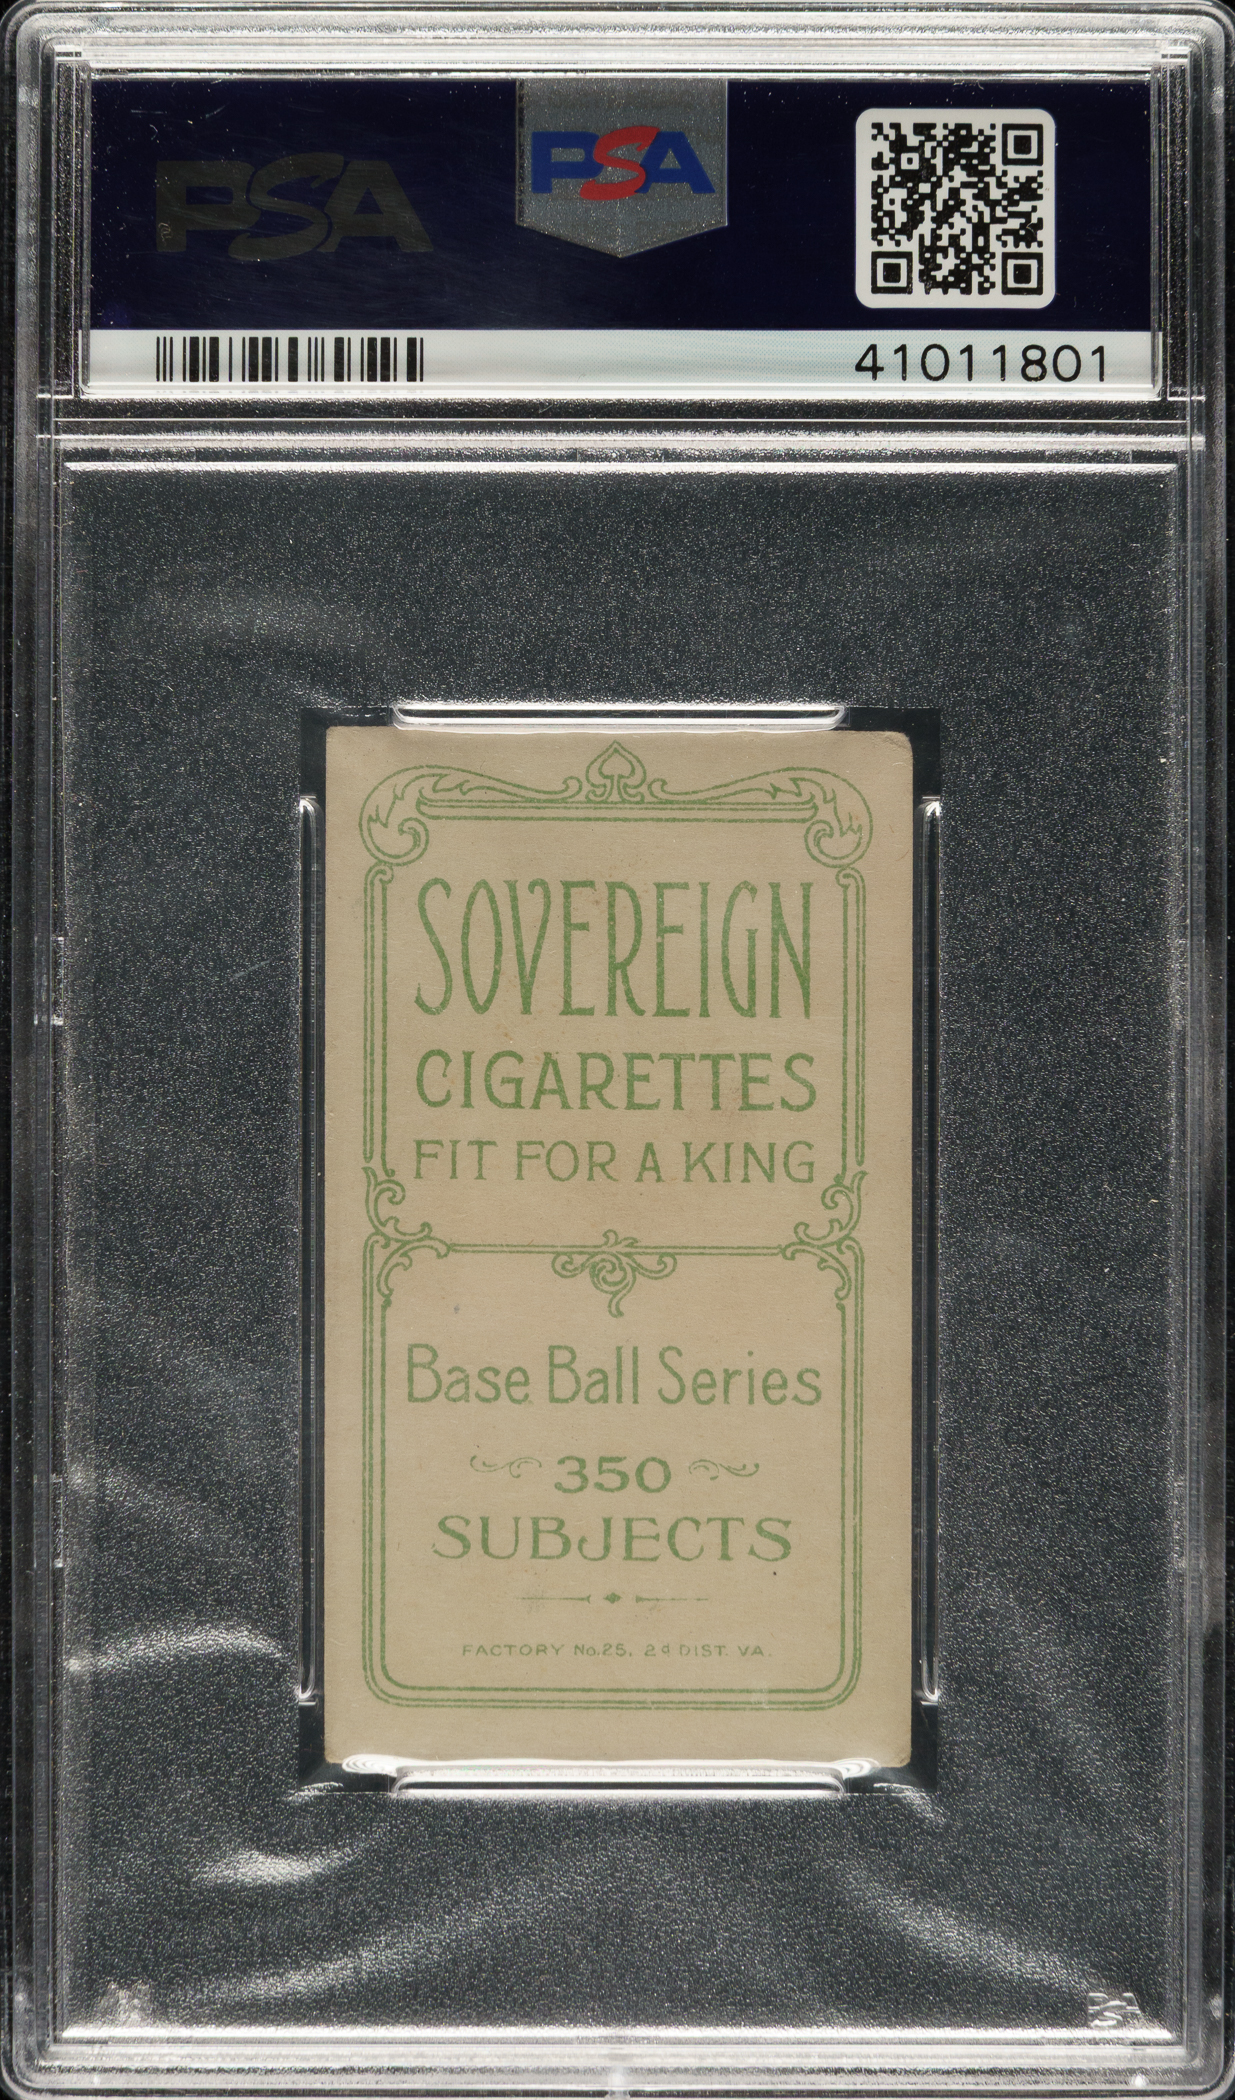 PSA
PSA
41011801
SOVEREIGN
CIGARETTES
FIT FOR A KING
Base Ball Series
350
SUBJECTS
FACTORY No. 25. 2d DIST. VA.
PSA